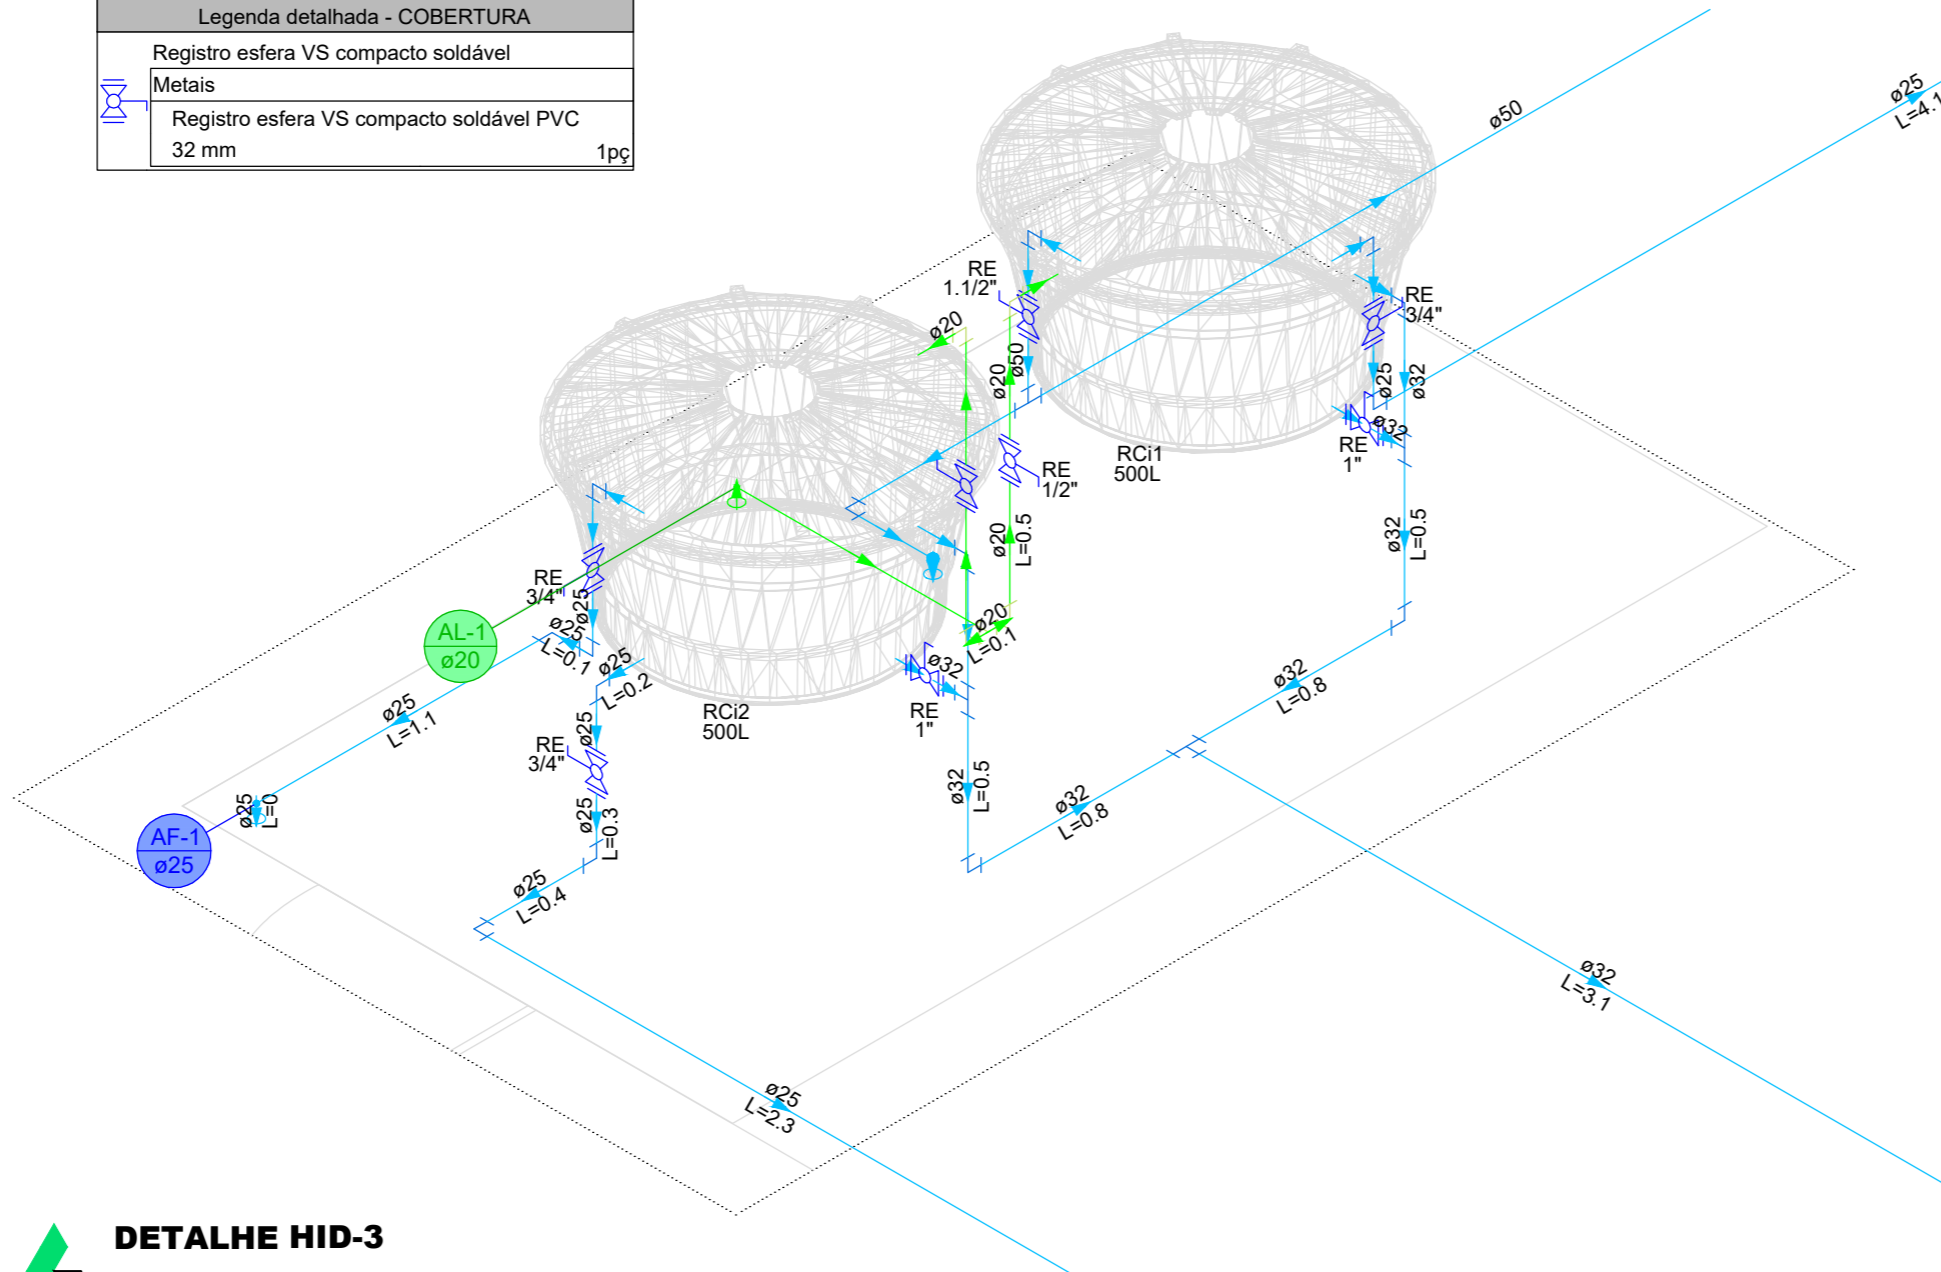 Legenda detalhada - COBERTURA
Registro esfera VS compacto soldável
Metais
Registro esfera VS compacto soldável PVC
32 mm 1pç
ø50
ø25
L=4.1
RE
1.1/2"
RE
3/4"
ø20
ø50
ø20
ø25
ø32
ø32
RE
1"
RCi1
500L
RE
1/2"
ø20
L=0.5
ø32
L=0.5
RE
3/4"
ø25
AL-1
ø20
ø25
L=0.1
ø20
L=0.1
ø25
L=0.2
ø32
RE
1"
RCi2
500L
ø25
L=1.1
ø32
L=0.8
ø25
RE
3/4"
ø32
L=0.5
ø25
L=0
AF-1
ø25
ø25
L=0.3
ø32
L=0.8
ø25
L=0.4
ø32
L=3.1
ø25
L=2.3
DETALHE HID-3